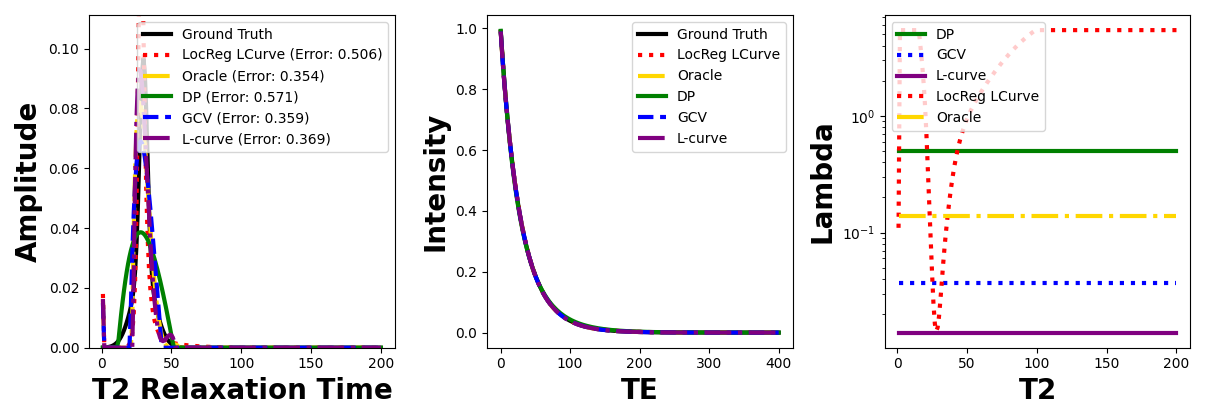 Amplitude
0.10
0.08
0.06
0.04
0.02
0.00
Ground Truth
LocReg LCurve (Error: 0.506)
Oracle (Error: 0.354)
DP (Error: 0.571)
GCV (Error: 0.359)
L-curve (Error: 0.369)
0 50 100 150 200
T2 Relaxation Time
Intensity
1.0
0.8
0.6
0.4
0.2
0.0
Ground Truth
LocReg LCurve
Oracle
DP
GCV
L-curve
0 100 200 300 400
TE
Lambda
10⁰
10⁻¹
DP
GCV
L-curve
LocReg LCurve
Oracle
0 50 100 150 200
T2